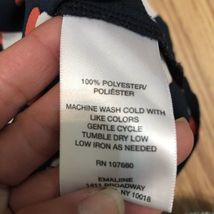 100% POLYESTER/
POLIÉSTER
MACHINE WASH COLD WITH
LIKE COLORS
GENTLE CYCLE
TUMBLE DRY LOW
LOW IRON AS NEEDED
RN 107660
EMALINE
1411 BROADWAY
NY 10018